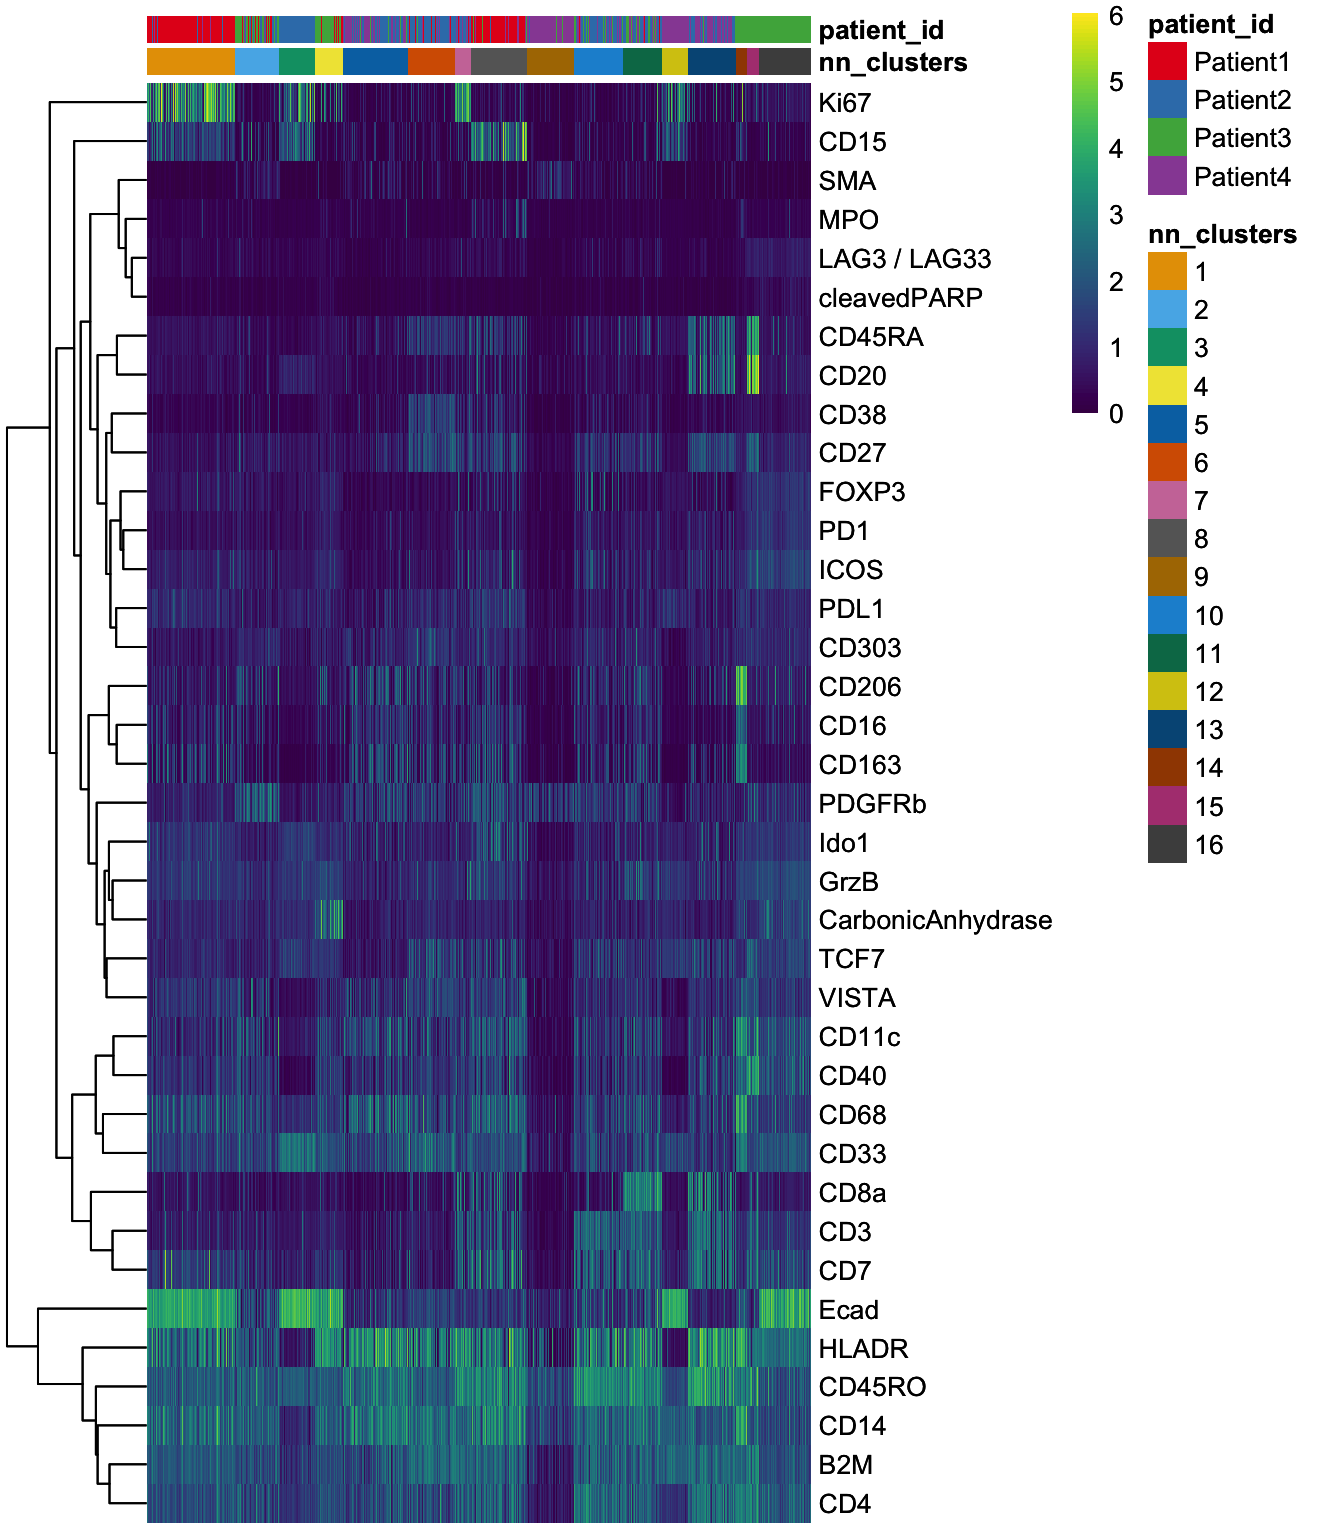 patient_id
nn_clusters
Ki67
CD15
SMA
MPO
LAG3 / LAG33
cleavedPARP
CD45RA
CD20
CD38
CD27
FOXP3
PD1
ICOS
PDL1
CD303
CD206
CD16
CD163
PDGFRb
Ido1
GrzB
CarbonicAnhydrase
TCF7
VISTA
CD11c
CD40
CD68
CD33
CD8a
CD3
CD7
Ecad
HLADR
CD45RO
CD14
B2M
CD4
6
5
4
3
2
1
0
patient_id
Patient1
Patient2
Patient3
Patient4
nn_clusters
1
2
3
4
5
6
7
8
9
10
11
12
13
14
15
16